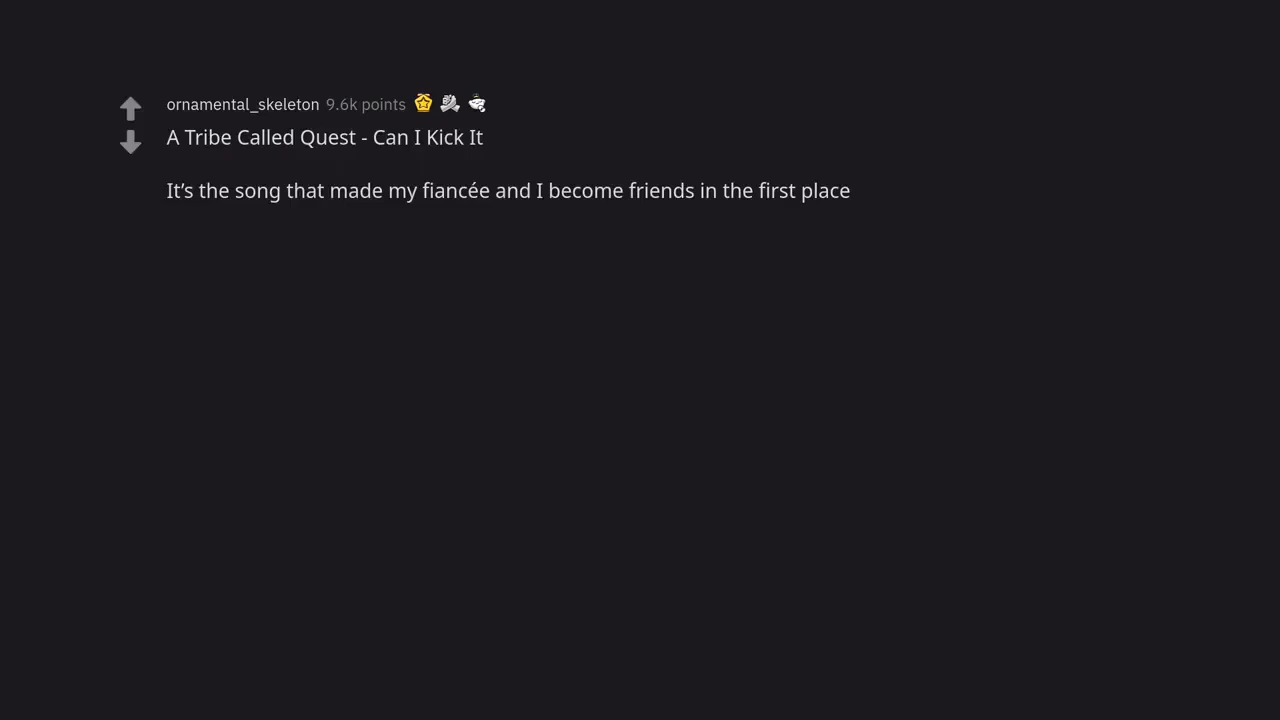 ornamental_skeleton 9.6k points
A Tribe Called Quest - Can I Kick It
It’s the song that made my fiancée and I become friends in the first place